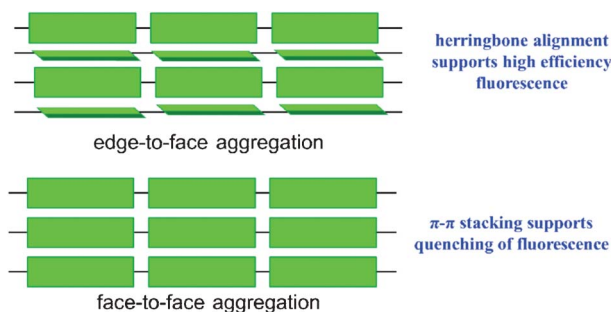 herringbone alignment
supports high efficiency
fluorescence
edge-to-face aggregation
π-π stacking supports
quenching of fluorescence
face-to-face aggregation